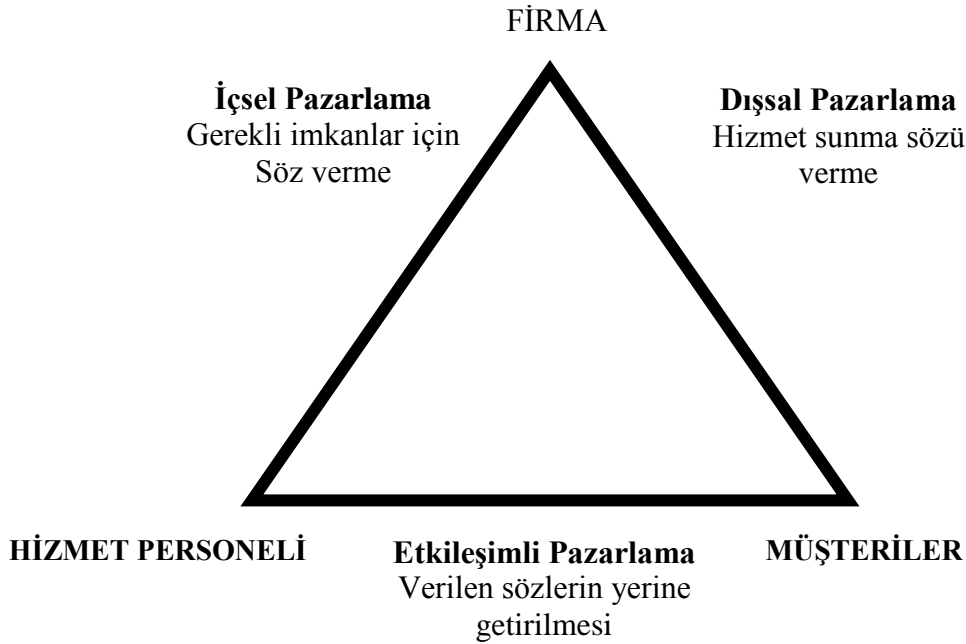 FİRMA
İçsel Pazarlama
Gerekli imkanlar için
Söz verme
Dışsal Pazarlama
Hizmet sunma sözü
verme
HİZMET PERSONELİ
Etkileşimli Pazarlama
Verilen sözlerin yerine
getirilmesi
MÜŞTERİLER